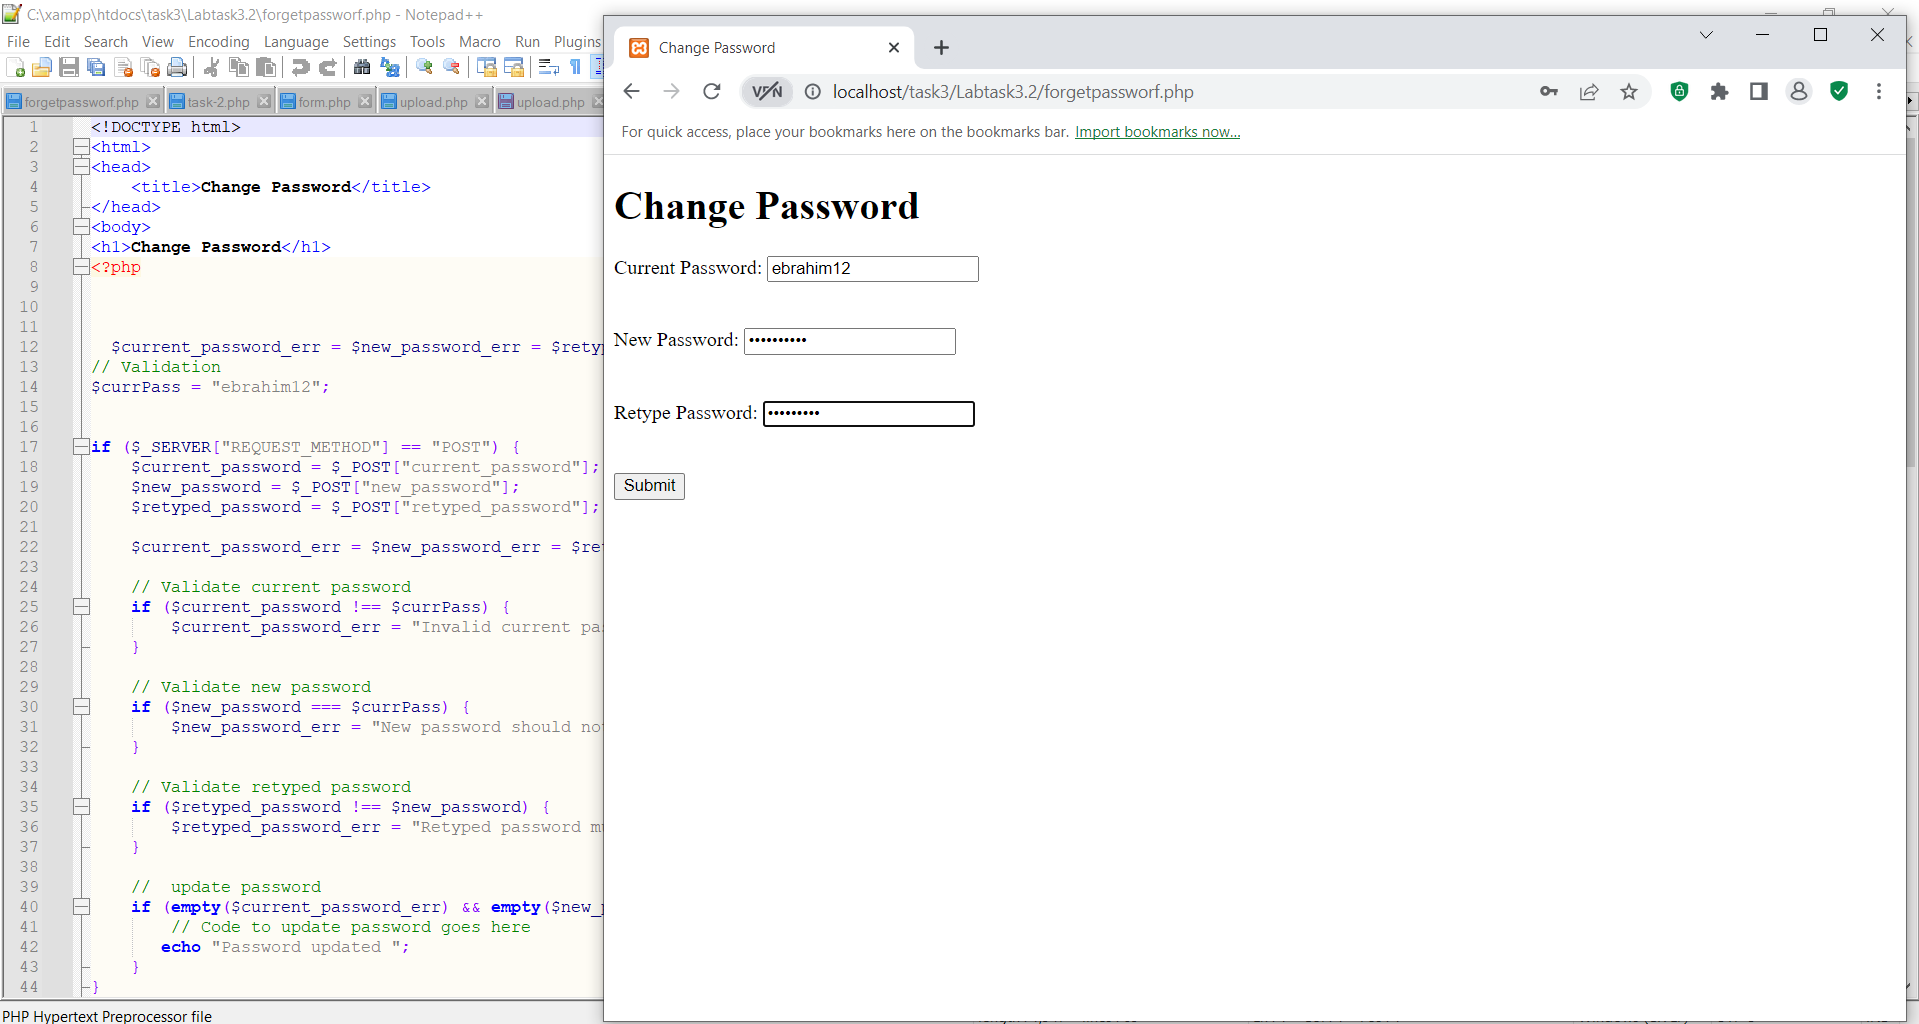 C:\xampp\htdocs\task3\Labtask3.2\forgetpassworf.php - Notepad++
File Edit Search View Encoding Language Settings Tools Macro Run Plugins
forgetpassworf.php task-2.php form.php upload.php upload.php
1 <!DOCTYPE html>
2 <html>
3 <head>
4 <title>Change Password</title>
5 </head>
6 <body>
7 <h1>Change Password</h1>
8 <?php
9
10
11
12 $current_password_err = $new_password_err = $retyp
13 // Validation
14 $currPass = "ebrahim12";
15
16
17 if ($_SERVER["REQUEST_METHOD"] == "POST") {
18 $current_password = $_POST["current_password"];
19 $new_password = $_POST["new_password"];
20 $retyped_password = $_POST["retyped_password"];
21
22 $current_password_err = $new_password_err = $re
23
24 // Validate current password
25 if ($current_password !== $currPass) {
26 $current_password_err = "Invalid current pa
27 }
28
29 // Validate new password
30 if ($new_password === $currPass) {
31 $new_password_err = "New password should no
32 }
33
34 // Validate retyped password
35 if ($retyped_password !== $new_password) {
36 $retyped_password_err = "Retyped password m
37 }
38
39 // update password
40 if (empty($current_password_err) && empty($new_
41 // Code to update password goes here
42 echo "Password updated ";
43 }
44 }
PHP Hypertext Preprocessor file
Change Password
VPN localhost/task3/Labtask3.2/forgetpassworf.php
For quick access, place your bookmarks here on the bookmarks bar. Import bookmarks now...
Change Password
Current Password: ebrahim12
New Password: ••••••••••
Retype Password: •••••••••
Submit